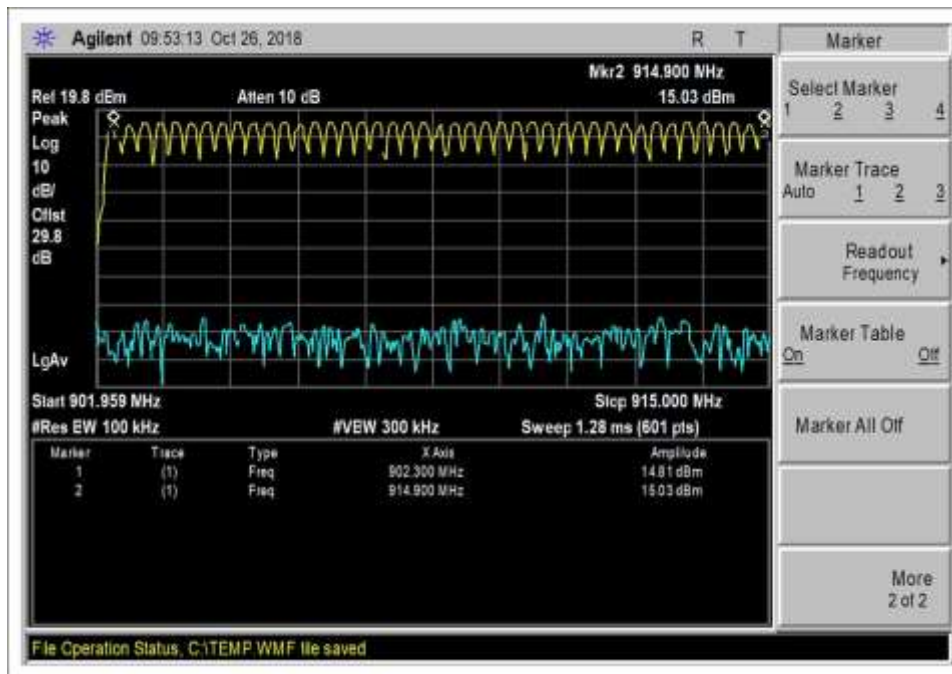 Agilent 09:53:13 Oct 26, 2018 R T
Mkr2 914.900 MHz
Ref 19.8 dBm Atten 10 dB 15.03 dBm
Peak
Log
10
dB/
Offst
29.8
dB
LgAv
Start 901.959 MHz Stop 915.000 MHz
#Res BW 100 kHz #VBW 300 kHz Sweep 1.28 ms (601 pts)
Marker Trace Type X Axis Amplitude
1 (1) Freq 902.300 MHz 14.81 dBm
2 (1) Freq 914.900 MHz 15.03 dBm
File Operation Status, C:\TEMP.WMF file saved
Marker
Select Marker
1 2 3 4
Marker Trace
Auto 1 2 3
Readout
Frequency
Marker Table
On Off
Marker All Off
More
2 of 2